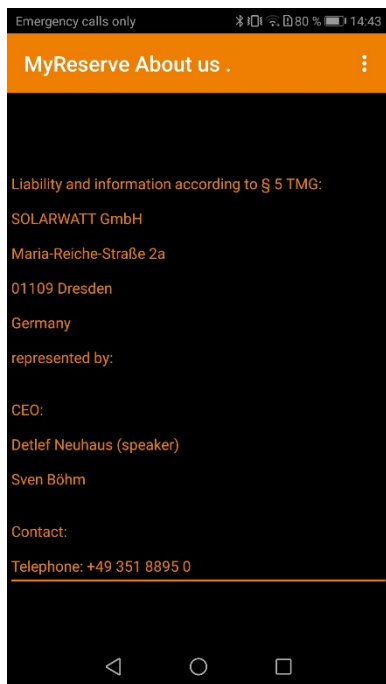 Emergency calls only 80 % 14:43
MyReserve About us .
Liability and information according to § 5 TMG:
SOLARWATT GmbH
Maria-Reiche-Straße 2a
01109 Dresden
Germany
represented by:
CEO:
Detlef Neuhaus (speaker)
Sven Böhm
Contact:
Telephone: +49 351 8895 0